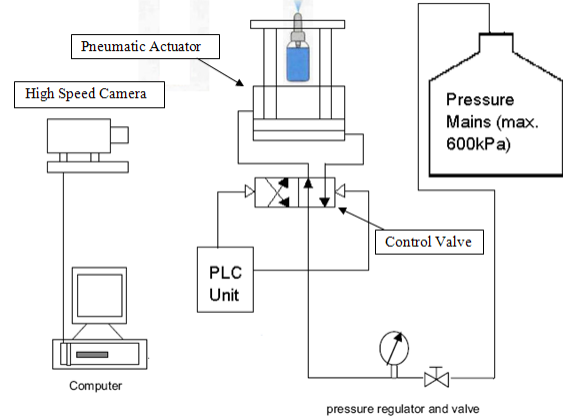 Pneumatic Actuator
High Speed Camera
Pressure
Mains (max.
600kPa)
Control Valve
PLC
Unit
Computer
pressure regulator and valve